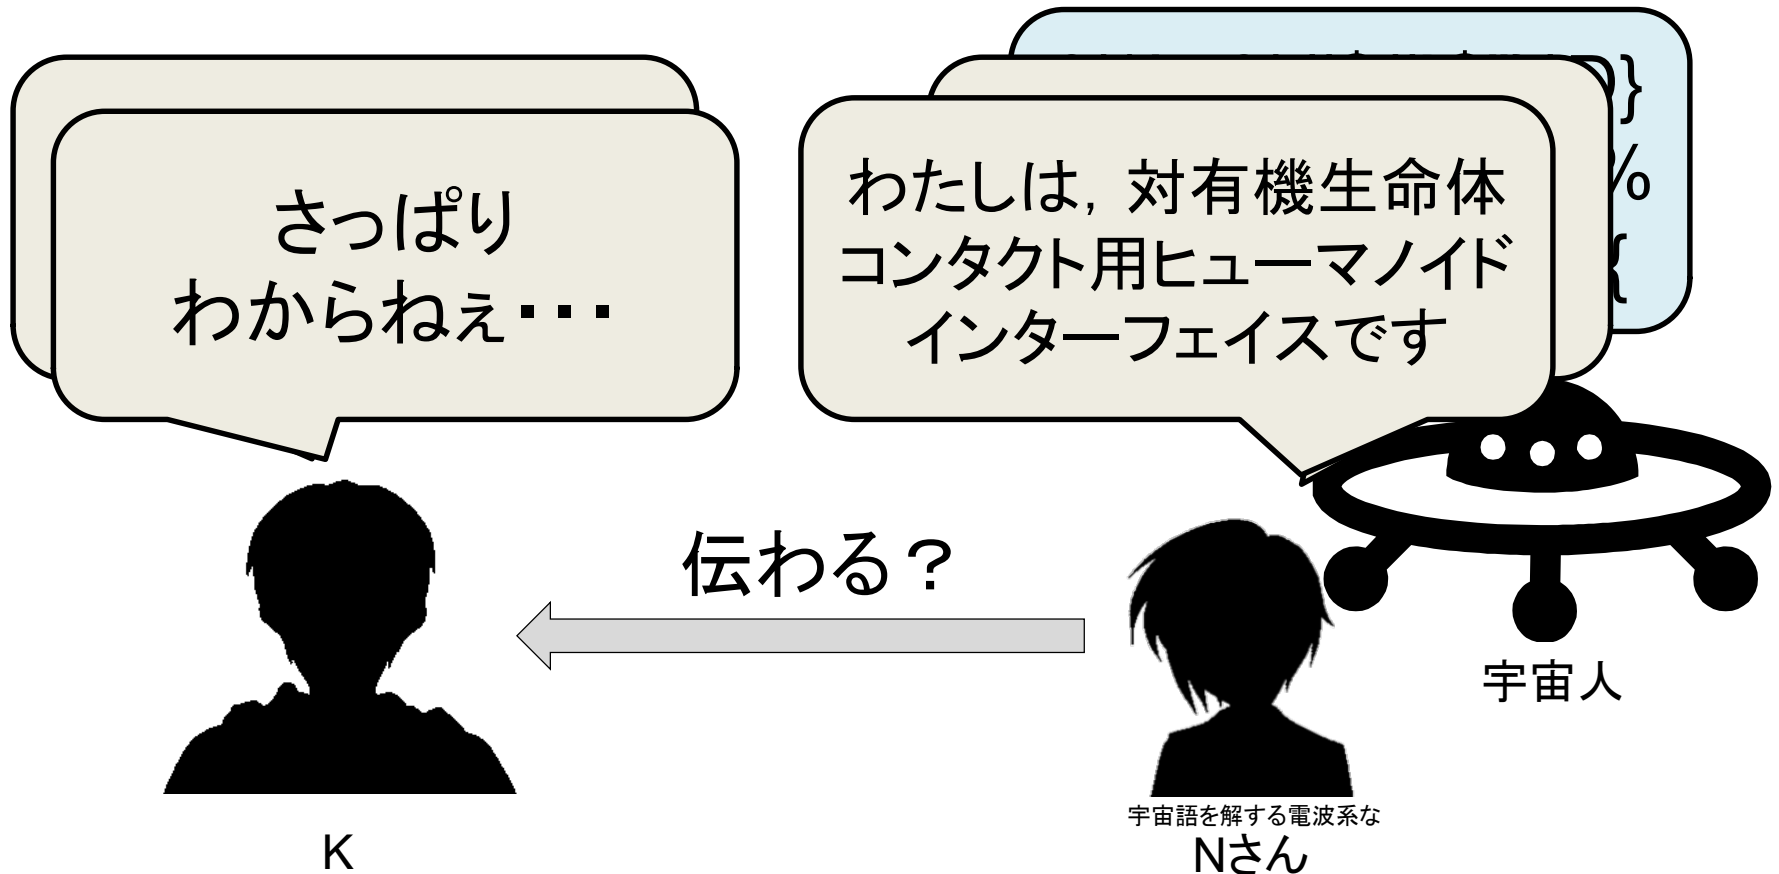 さっぱり
わからねぇ・・・
わたしは，対有機生命体
コンタクト用ヒューマノイド
インターフェイスです
}
%
{
伝わる？
宇宙人
宇宙語を解する電波系な
K
Nさん